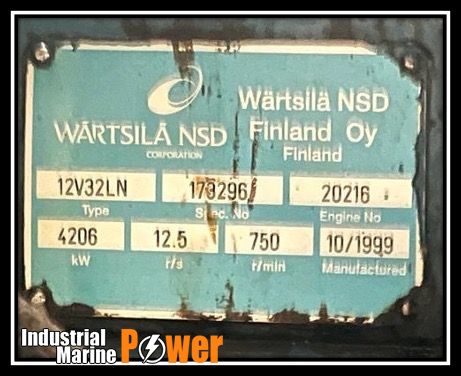 WÄRTSILÄ NSD
CORPORATION
Wärtsilä NSD
Finland Oy
Finland
12V32LN 173296 20216
Type Spec. No Engine No
4206 12.5 750 10/1999
kW r/s r/min Manufactured
Industrial
Marine Power